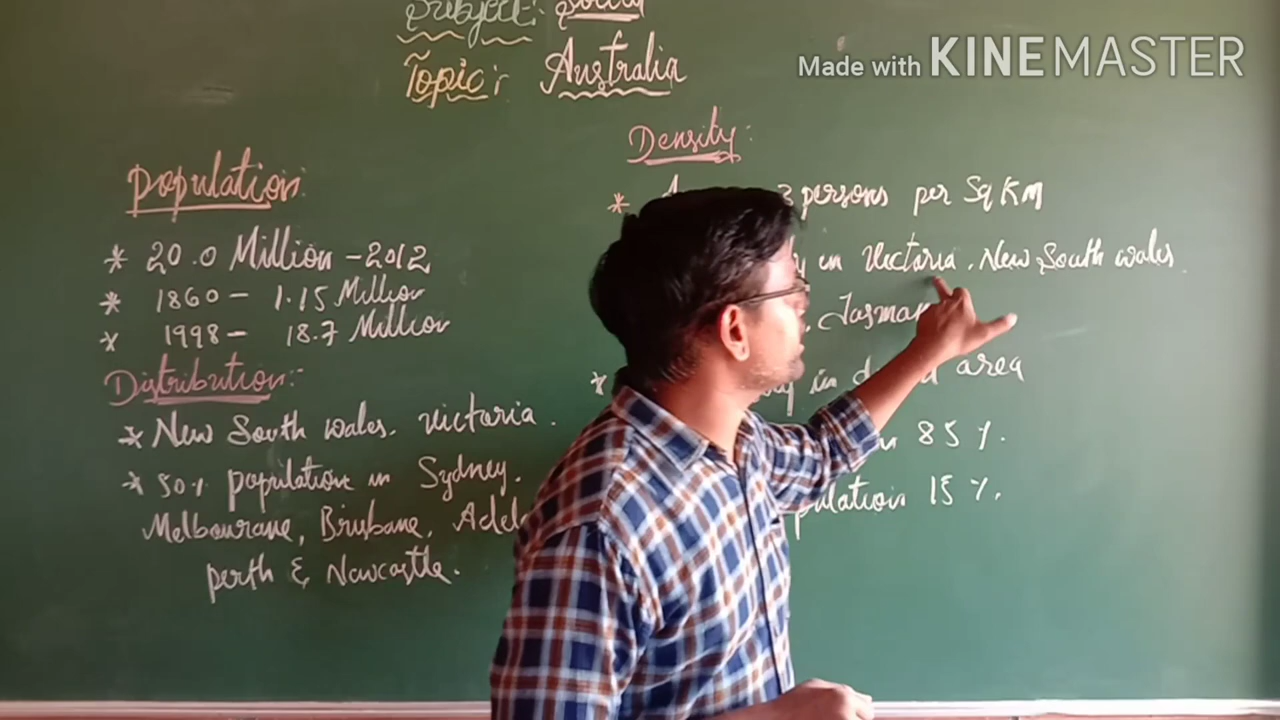 Subject: Social
Topic: Australia
Made with KINEMASTER
Population:
* 20.0 Million - 2012
* 1860 - 1.15 Million
* 1998 - 18.7 Million
Distribution:-
* New South wales. victoria.
* 50% population in Sydney.
Melbourane, Brisbane, Adel
perth & Newcastle.
Density:
* 3 persons per Sq KM
y in Victoria. New South wales.
*
area
85%.
pulation 15%.